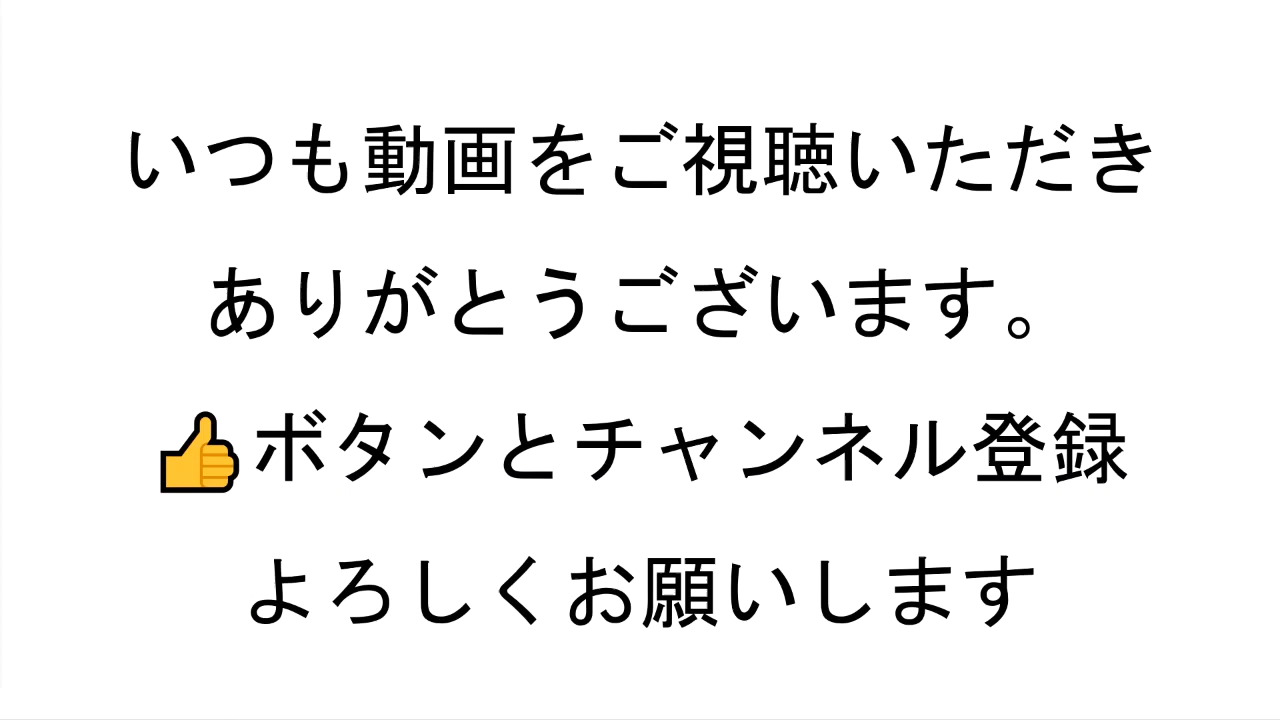 いつも動画をご視聴いただき
ありがとうございます。
👍ボタンとチャンネル登録
よろしくお願いします